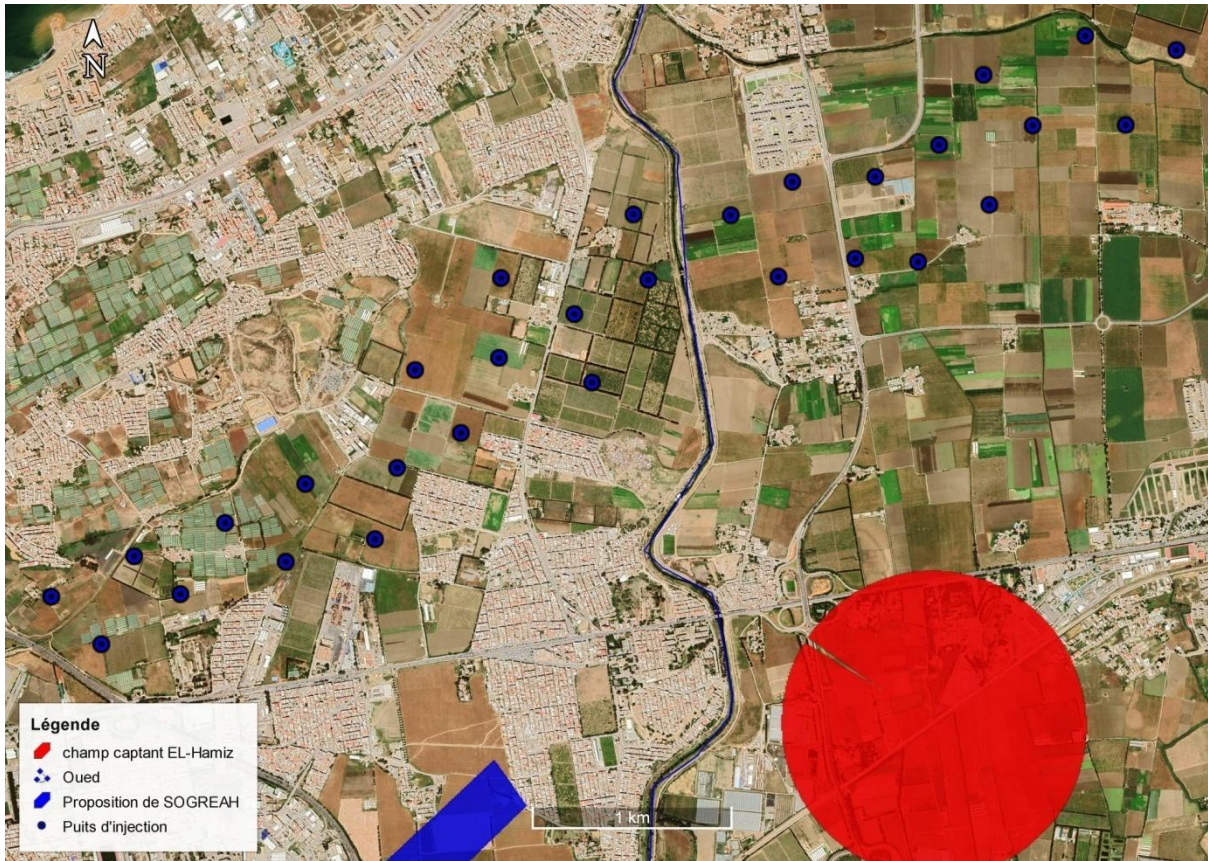 N
Légende
champ captant EL-Hamiz
Oued
Proposition de SOGREAH
Puits d'injection
1 km